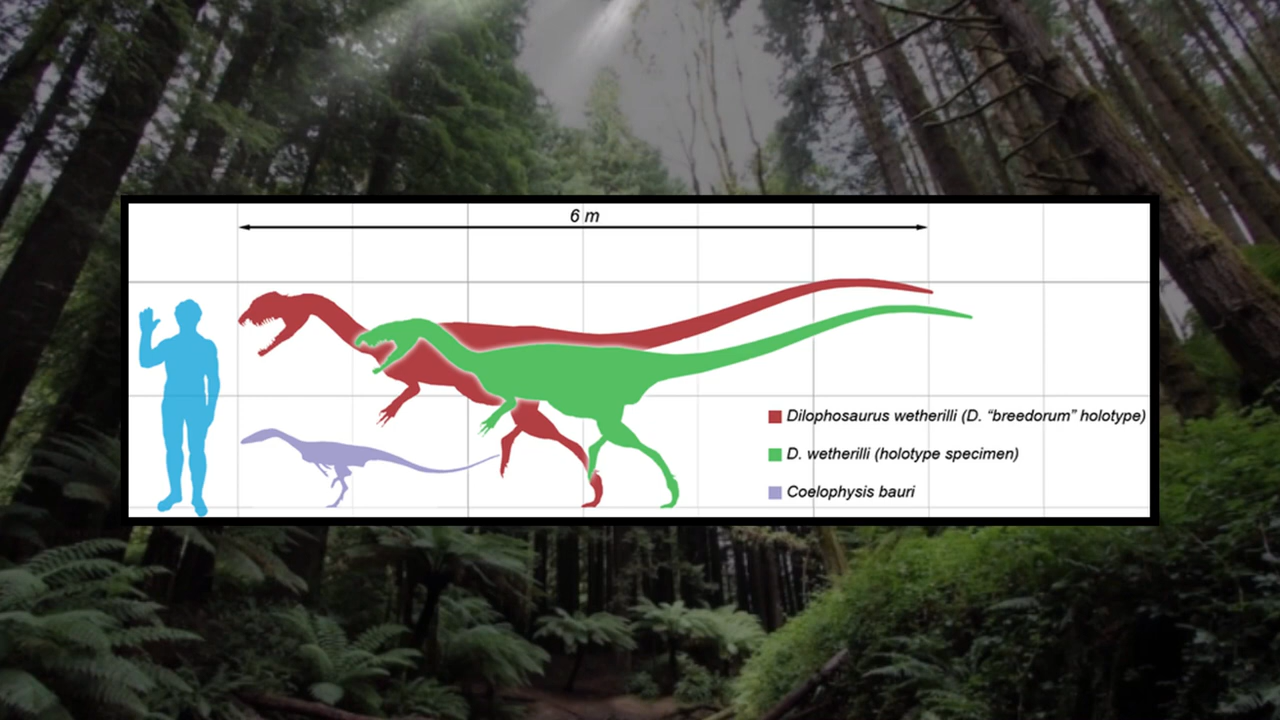 6 m
Dilophosaurus wetherilli (D. “breedorum” holotype)
D. wetherilli (holotype specimen)
Coelophysis bauri